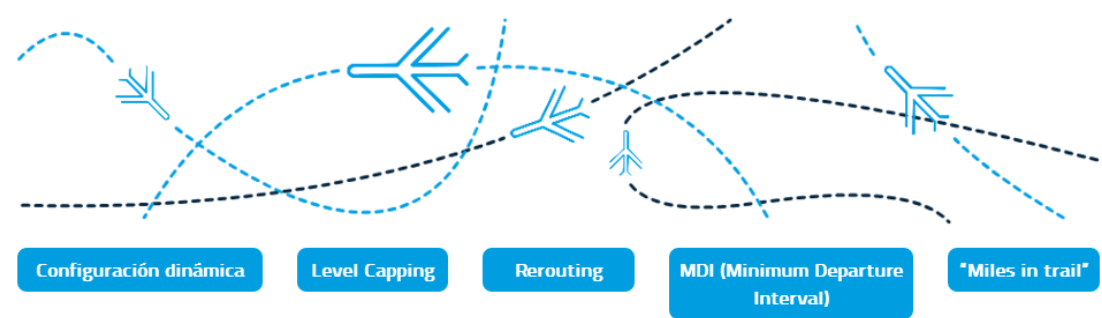 Configuración dinámica
Level Capping
Rerouting
MDI (Minimum Departure
Interval)
"Miles in trail"